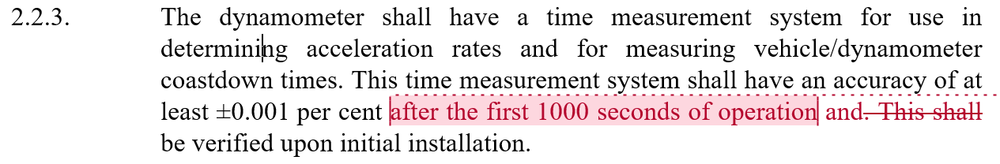 2.2.3. The dynamometer shall have a time measurement system for use in
determining acceleration rates and for measuring vehicle/dynamometer
coastdown times. This time measurement system shall have an accuracy of at
least ±0.001 per cent after the first 1000 seconds of operation and. This shall
be verified upon initial installation.